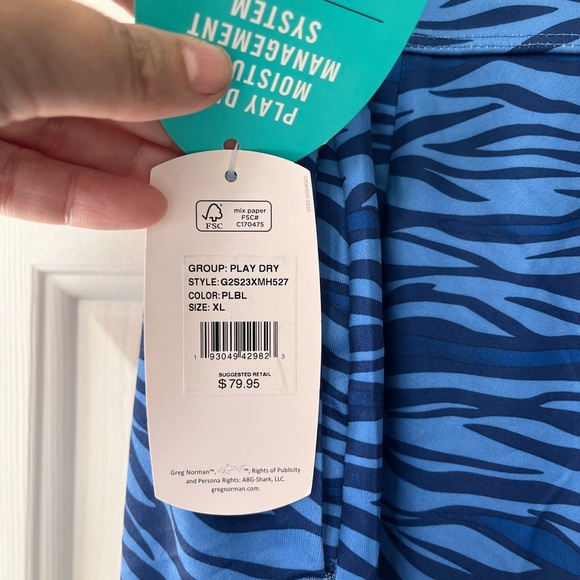 PLAY D
MOISTU
MANAGEMENT
SYSTEM
FSC
mix paper
FSC#
C170475
GROUP: PLAY DRY
STYLE: G2S23XMH527
COLOR: PLBL
SIZE: XL
1 93049 42982 3
SUGGESTED RETAIL
$79.95
Greg Norman™, ™; Rights of Publicity
and Persona Rights: ABG-Shark, LLC.
gregnorman.com.